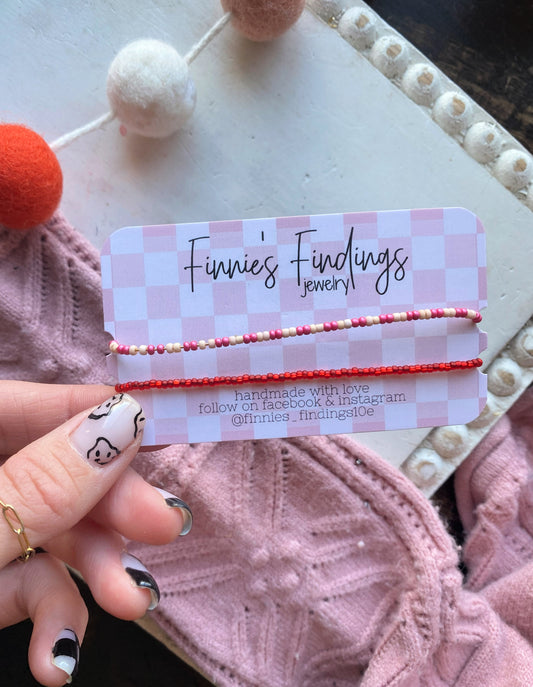 Finnie's Findings
jewelry
handmade with love
follow on facebook & instagram
@finnies_findings10e